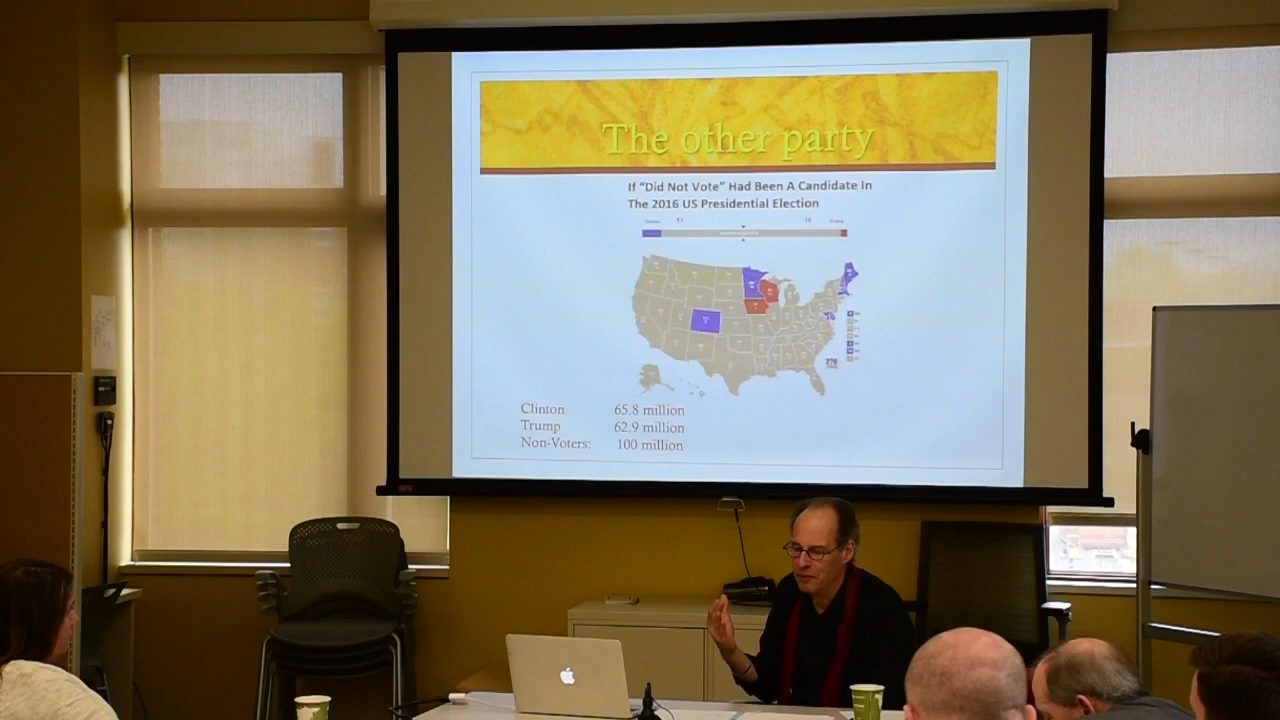 The other party
If "Did Not Vote" Had Been A Candidate In
The 2016 US Presidential Election
Clinton 65.8 million
Trump 62.9 million
Non-Voters: 100 million